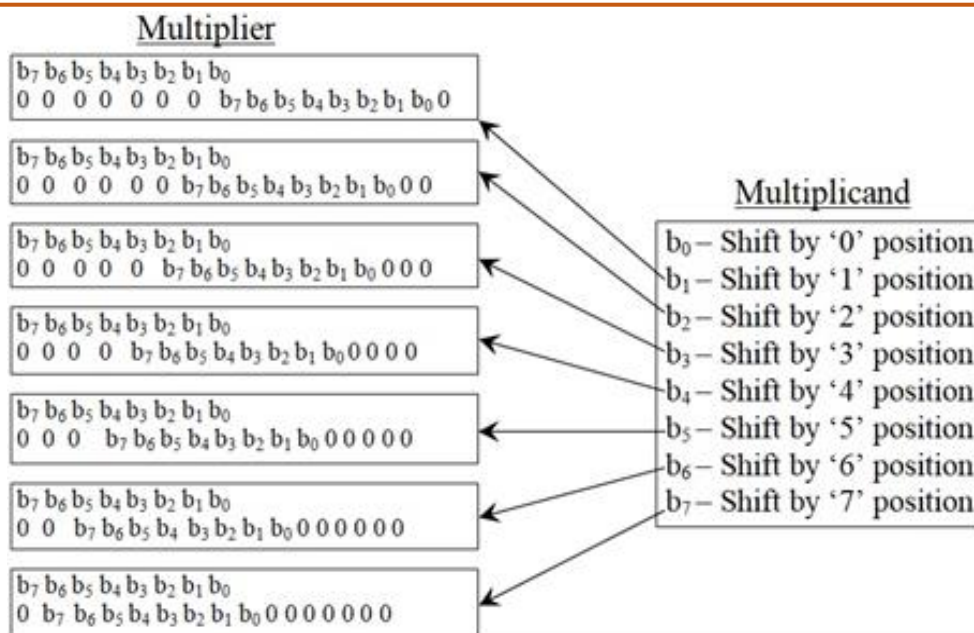 Multiplier
b₇ b₆ b₅ b₄ b₃ b₂ b₁ b₀
0 0 0 0 0 0 0 b₇ b₆ b₅ b₄ b₃ b₂ b₁ b₀ 0
b₇ b₆ b₅ b₄ b₃ b₂ b₁ b₀
0 0 0 0 0 0 b₇ b₆ b₅ b₄ b₃ b₂ b₁ b₀ 0 0
b₇ b₆ b₅ b₄ b₃ b₂ b₁ b₀
0 0 0 0 0 b₇ b₆ b₅ b₄ b₃ b₂ b₁ b₀ 0 0 0
b₇ b₆ b₅ b₄ b₃ b₂ b₁ b₀
0 0 0 0 b₇ b₆ b₅ b₄ b₃ b₂ b₁ b₀ 0 0 0 0
b₇ b₆ b₅ b₄ b₃ b₂ b₁ b₀
0 0 0 b₇ b₆ b₅ b₄ b₃ b₂ b₁ b₀ 0 0 0 0 0
b₇ b₆ b₅ b₄ b₃ b₂ b₁ b₀
0 0 b₇ b₆ b₅ b₄ b₃ b₂ b₁ b₀ 0 0 0 0 0 0
b₇ b₆ b₅ b₄ b₃ b₂ b₁ b₀
0 b₇ b₆ b₅ b₄ b₃ b₂ b₁ b₀ 0 0 0 0 0 0 0
Multiplicand
b₀ – Shift by ‘0’ position
b₁ – Shift by ‘1’ position
b₂ – Shift by ‘2’ position
b₃ – Shift by ‘3’ position
b₄ – Shift by ‘4’ position
b₅ – Shift by ‘5’ position
b₆ – Shift by ‘6’ position
b₇ – Shift by ‘7’ position